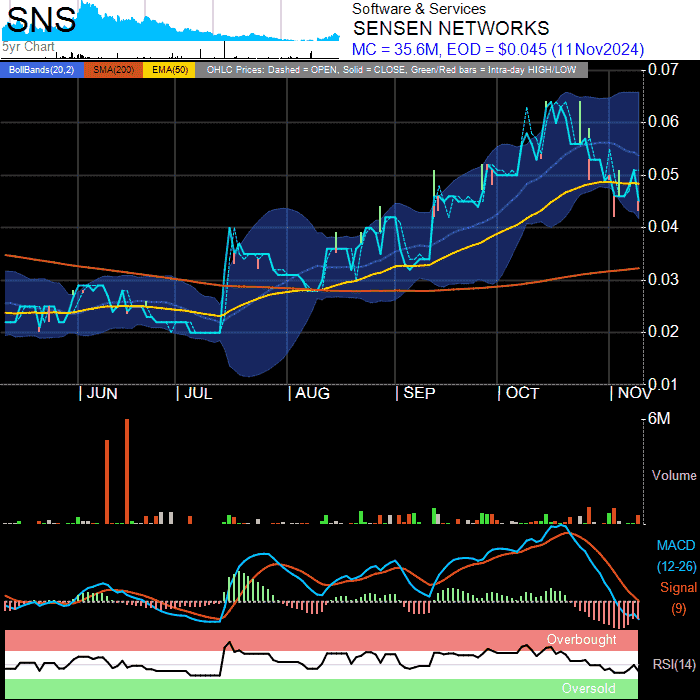 SNS
5yr Chart
Software & Services
SENSEN NETWORKS
MC = 35.6M, EOD = $0.045 (11Nov2024)
BollBands(20,2) SMA(200) EMA(50) OHLC Prices: Dashed = OPEN, Solid = CLOSE, Green/Red bars = Intra-day HIGH/LOW
0.07
0.06
0.05
0.04
0.03
0.02
0.01
JUN JUL AUG SEP OCT NOV
6M
Volume
MACD
(12-26)
Signal
(9)
Overbought
RSI(14)
Oversold